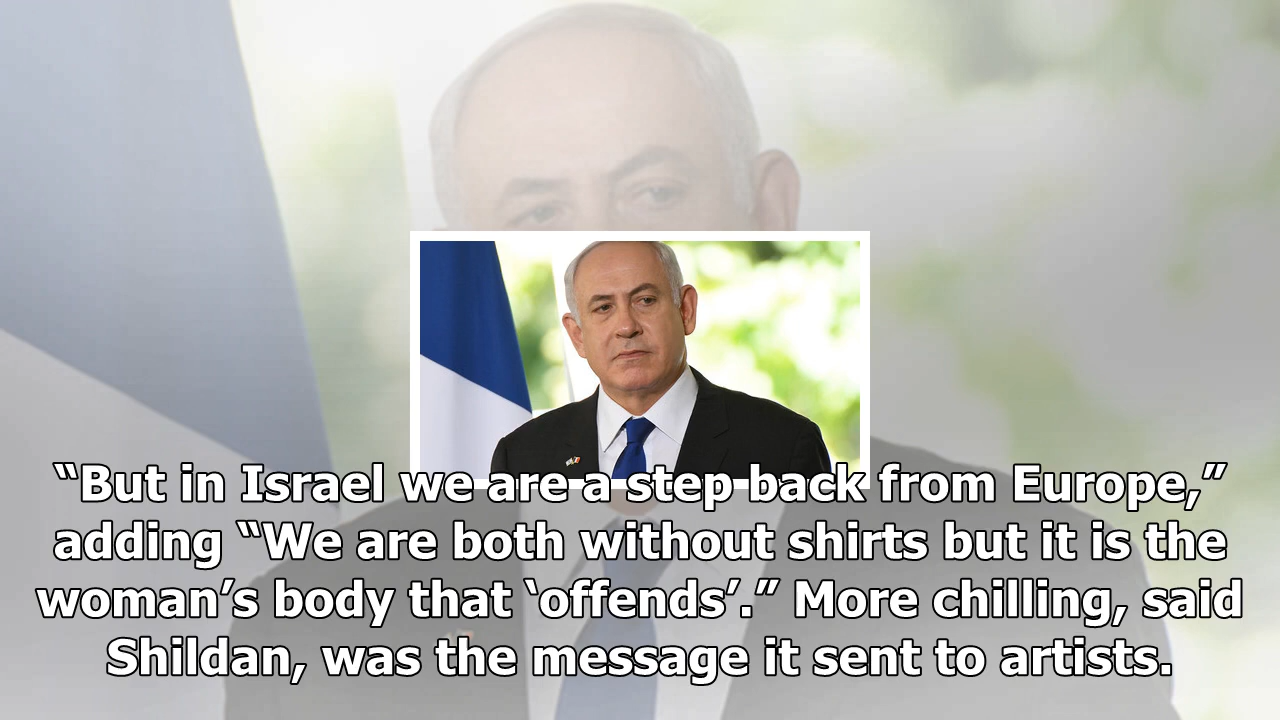 “But in Israel we are a step back from Europe,”
adding “We are both without shirts but it is the
woman’s body that ‘offends’.” More chilling, said
Shildan, was the message it sent to artists.